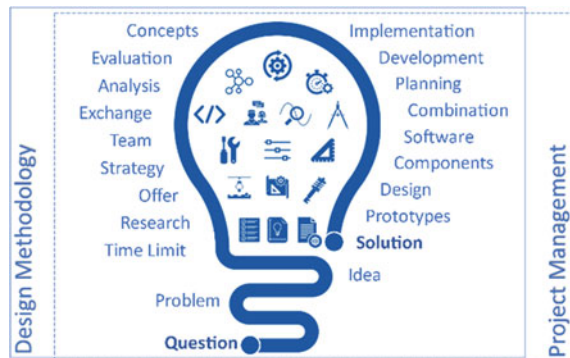 Design Methodology
Concepts
Evaluation
Analysis
Exchange
Team
Strategy
Offer
Research
Time Limit
Problem
Question
Implementation
Development
Planning
Combination
Software
Components
Design
Prototypes
Solution
Idea
</>
Project Management